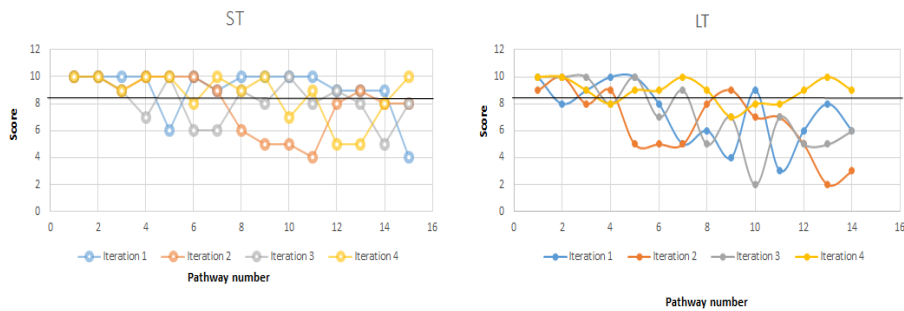 ST
12
10
8
6
4
2
0
Score
0 2 4 6 8 10 12 14 16
Iteration 1 Iteration 2 Iteration 3 Iteration 4
Pathway number
LT
12
10
8
6
4
2
0
Score
0 2 4 6 8 10 12 14 16
Iteration 1 Iteration 2 Iteration 3 Iteration 4
Pathway number